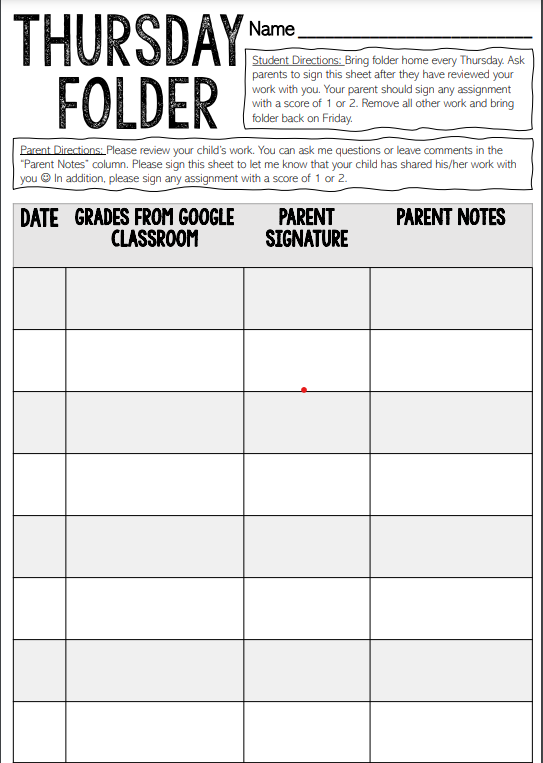 THURSDAY
FOLDER
Name
Student Directions: Bring folder home every Thursday. Ask
parents to sign this sheet after they have reviewed your
work with you. Your parent should sign any assignment
with a score of 1 or 2. Remove all other work and bring
folder back on Friday.
Parent Directions: Please review your child's work. You can ask me questions or leave comments in the
"Parent Notes" column. Please sign this sheet to let me know that your child has shared his/her work with
you ☺ In addition, please sign any assignment with a score of 1 or 2.
DATE
GRADES FROM GOOGLE
CLASSROOM
PARENT
SIGNATURE
PARENT NOTES